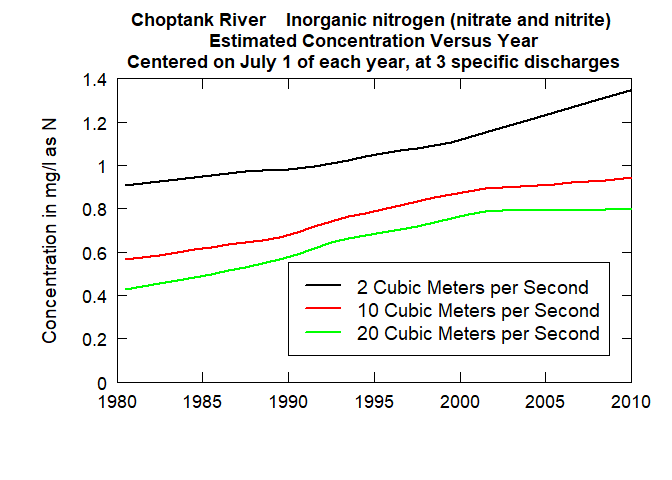 Choptank River    Inorganic nitrogen (nitrate and nitrite)
Estimated Concentration Versus Year
Centered on July 1 of each year, at 3 specific discharges
Concentration in mg/l as N
1.4
1.2
1
0.8
0.6
0.4
0.2
0
2 Cubic Meters per Second
10 Cubic Meters per Second
20 Cubic Meters per Second
1980 1985 1990 1995 2000 2005 2010